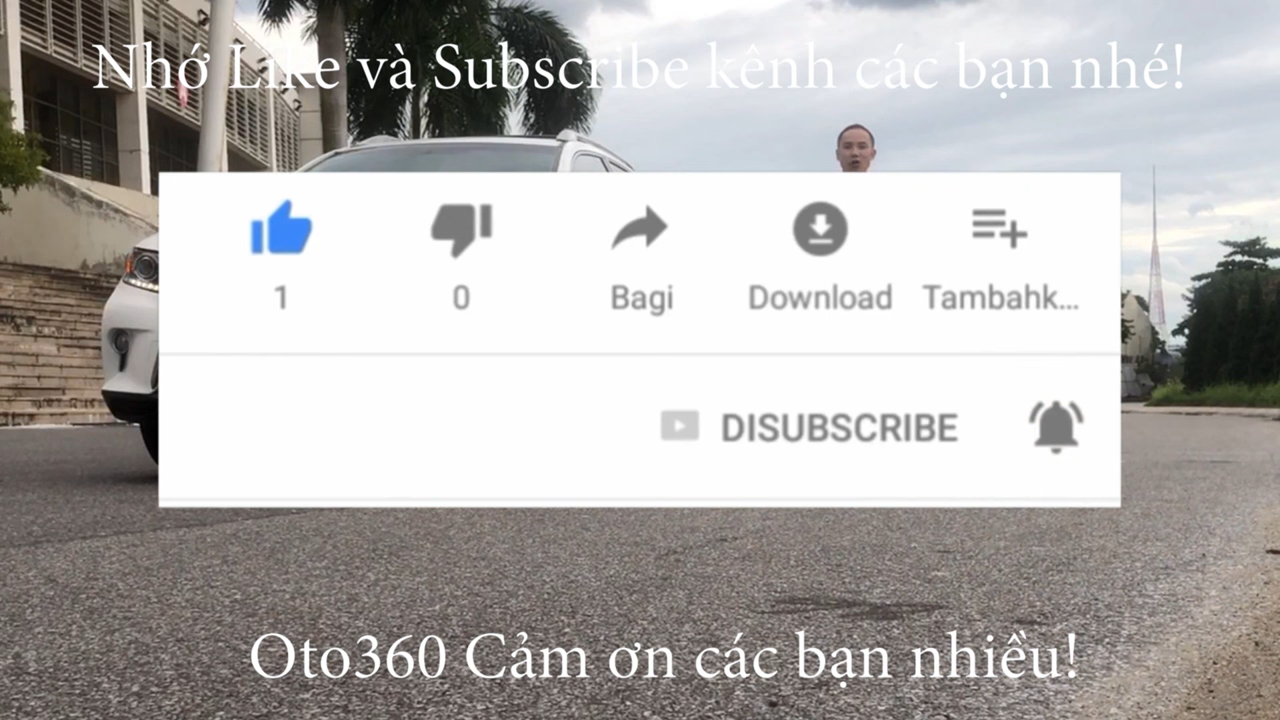 Nhớ Like và Subscribe kênh các bạn nhé!
1
0
Bagi
Download
Tambahk...
DISUBSCRIBE
Oto360 Cảm ơn các bạn nhiều!